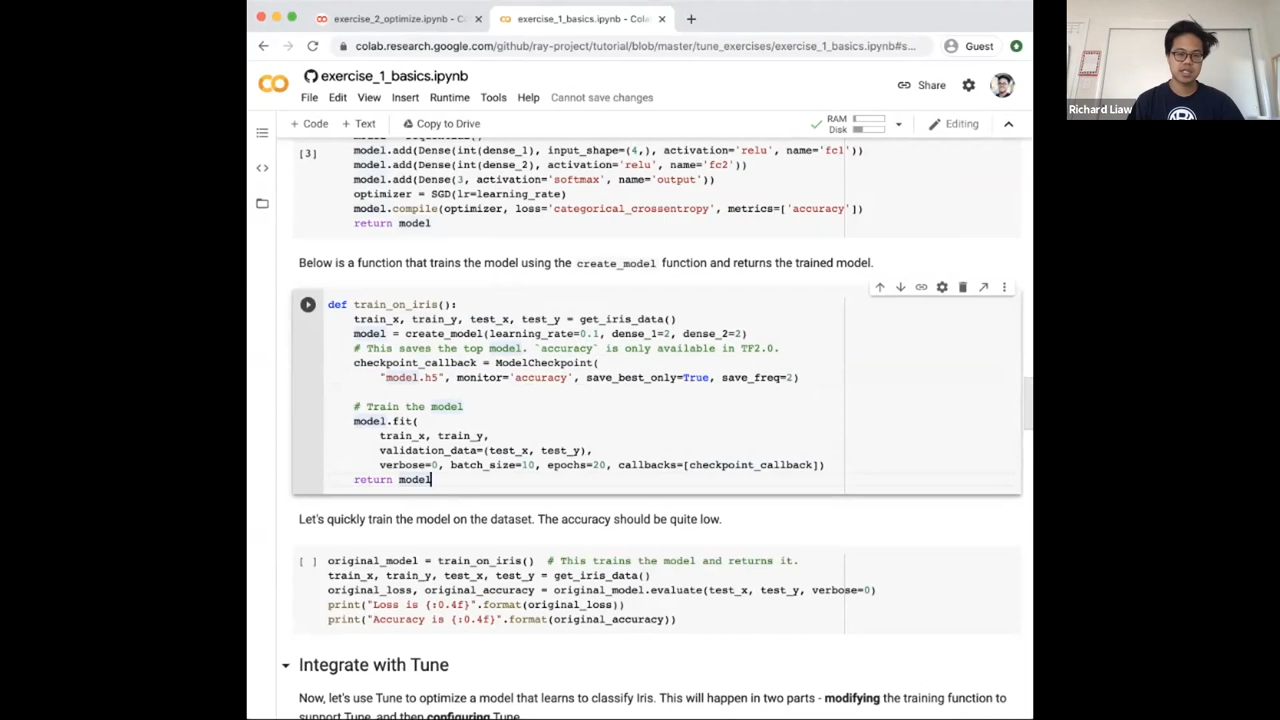 exercise_2_optimize.ipynb - C
exercise_1_basics.ipynb - Colab
colab.research.google.com/github/ray-project/tutorial/blob/master/tune_exercises/exercise_1_basics.ipynb#s...
Guest
Richard Liaw
exercise_1_basics.ipynb
Share
File Edit View Insert Runtime Tools Help Cannot save changes
+ Code + Text Copy to Drive
RAM
Disk
Editing
[3]
model.add(Dense(int(dense_1), input_shape=(4,), activation='relu', name='fc1'))
model.add(Dense(int(dense_2), activation='relu', name='fc2'))
model.add(Dense(3, activation='softmax', name='output'))
optimizer = SGD(lr=learning_rate)
model.compile(optimizer, loss='categorical_crossentropy', metrics=['accuracy'])
return model
Below is a function that trains the model using the create_model function and returns the trained model.
def train_on_iris():
train_x, train_y, test_x, test_y = get_iris_data()
model = create_model(learning_rate=0.1, dense_1=2, dense_2=2)
# This saves the top model. `accuracy` is only available in TF2.0.
checkpoint_callback = ModelCheckpoint(
"model.h5", monitor='accuracy', save_best_only=True, save_freq=2)
# Train the model
model.fit(
train_x, train_y,
validation_data=(test_x, test_y),
verbose=0, batch_size=10, epochs=20, callbacks=[checkpoint_callback])
return model
Let's quickly train the model on the dataset. The accuracy should be quite low.
[ ] original_model = train_on_iris() # This trains the model and returns it.
train_x, train_y, test_x, test_y = get_iris_data()
original_loss, original_accuracy = original_model.evaluate(test_x, test_y, verbose=0)
print("Loss is {:0.4f}".format(original_loss))
print("Accuracy is {:0.4f}".format(original_accuracy))
Integrate with Tune
Now, let's use Tune to optimize a model that learns to classify Iris. This will happen in two parts - modifying the training function to
support Tune, and then configuring Tune.